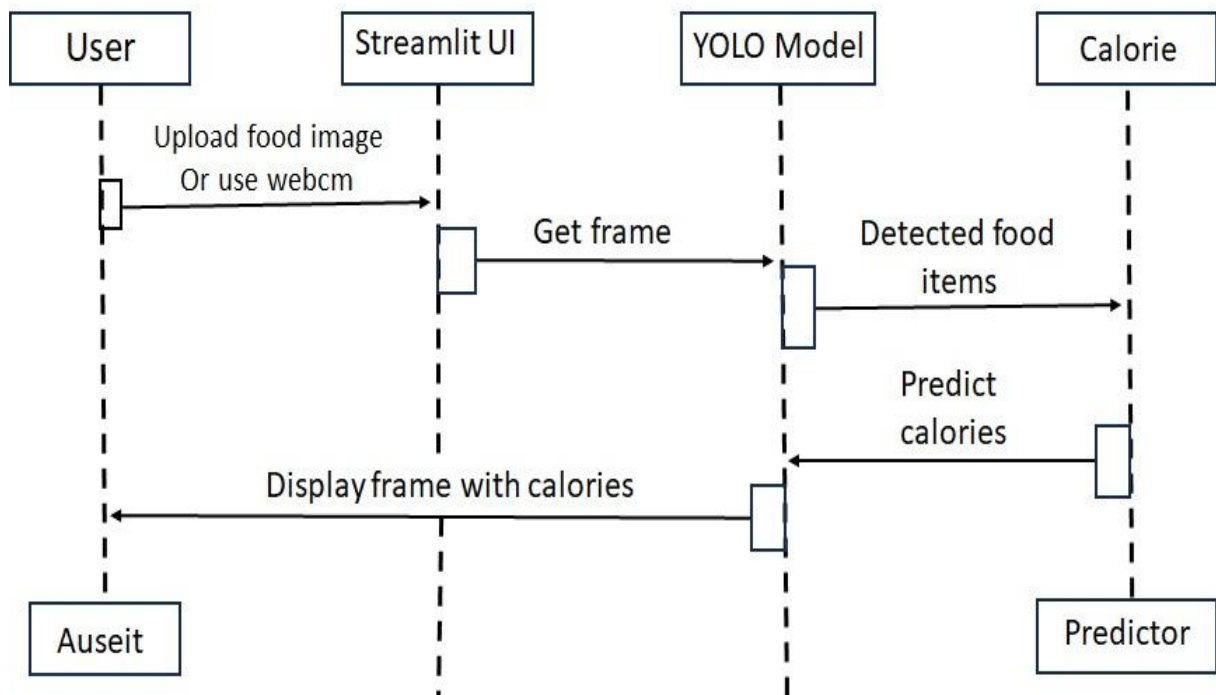 User
Streamlit UI
YOLO Model
Calorie
Upload food image
Or use webcm
Get frame
Detected food
items
Predict
calories
Display frame with calories
Auseit
Predictor